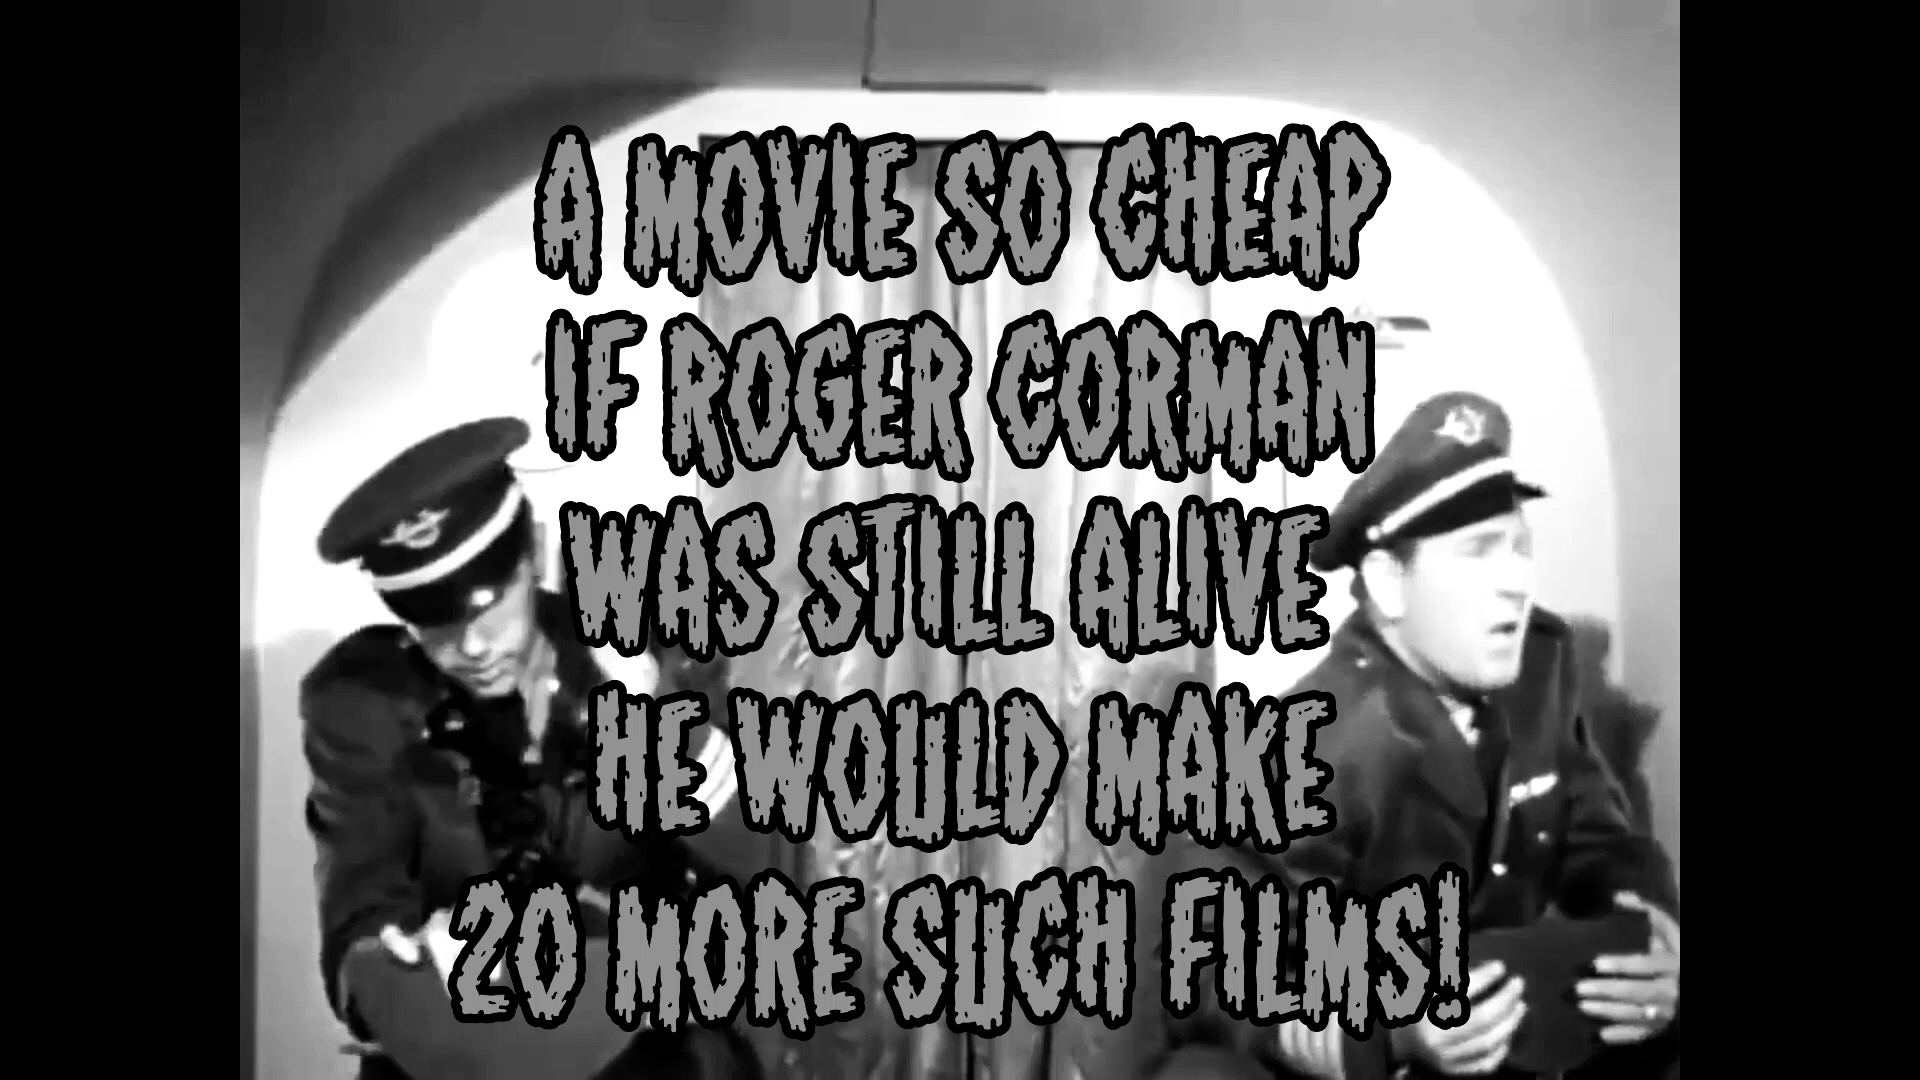 A MOVIE SO CHEAP
IF ROGER CORMAN
WAS STILL ALIVE
HE WOULD MAKE
20 MORE SUCH FILMS!